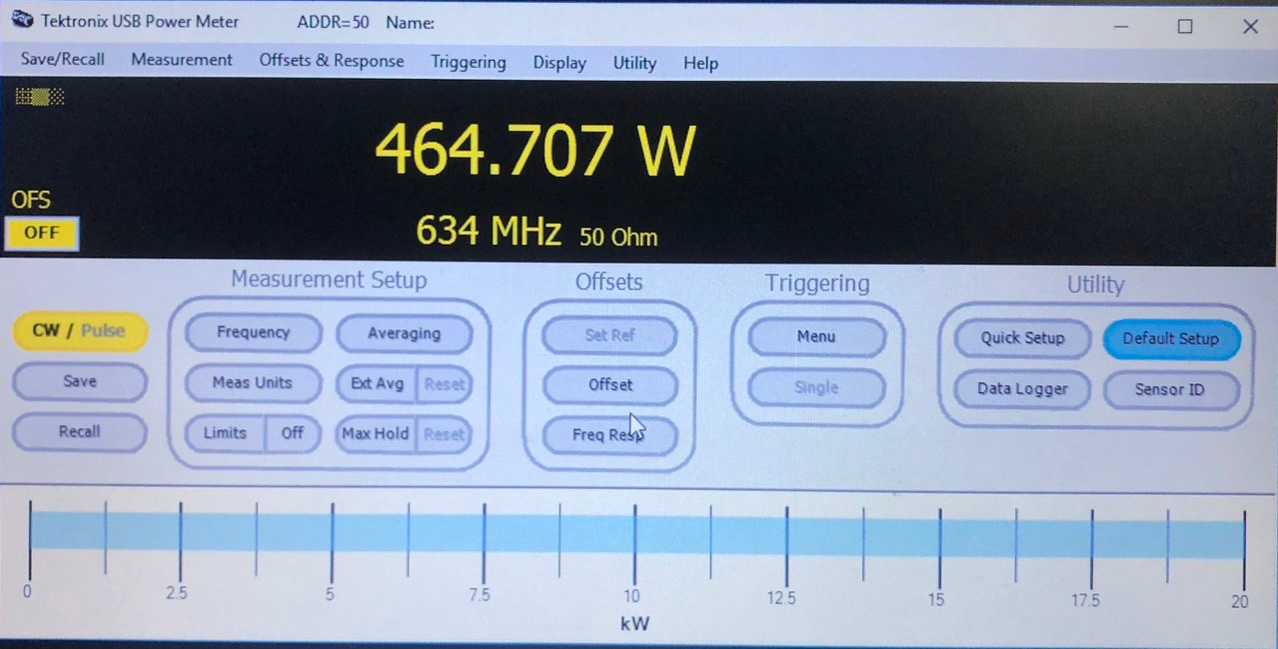 Tektronix USB Power Meter ADDR=50 Name:
Save/Recall Measurement Offsets & Response Triggering Display Utility Help
464.707 W
OFS
OFF
634 MHz 50 Ohm
Measurement Setup Offsets Triggering Utility
CW / Pulse Frequency Averaging Set Ref Menu Quick Setup Default Setup
Save Meas Units Ext Avg Reset Offset Single Data Logger Sensor ID
Recall Limits Off Max Hold Reset Freq Resp
0 2.5 5 7.5 10 12.5 15 17.5 20
kW